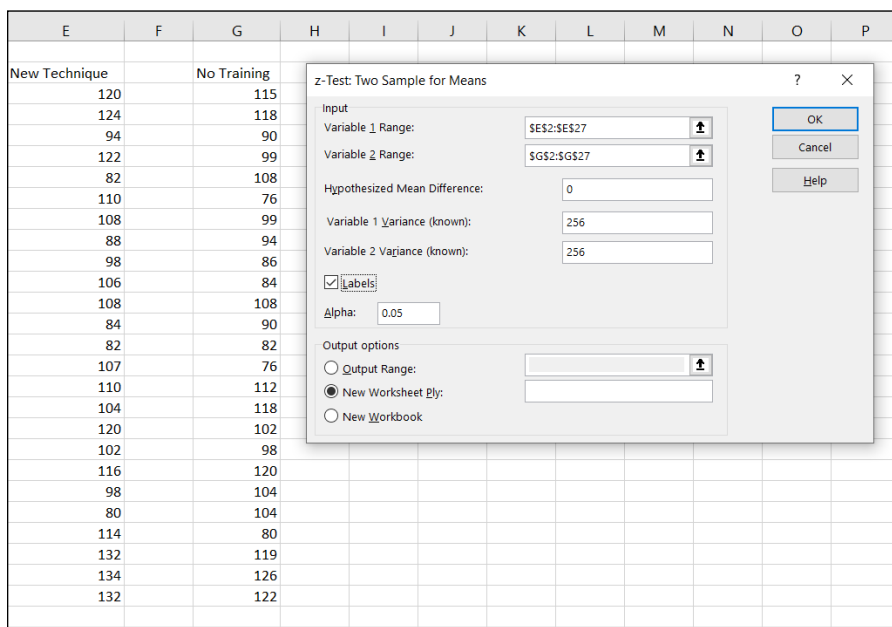 E F G H I J K L M N O P
New Technique No Training
z-Test: Two Sample for Means ? ×
120 115
Input
OK
124 118
Variable 1 Range: $E$2:$E$27
94 90
Cancel
122 99
Variable 2 Range: $G$2:$G$27
82 108
Help
Hypothesized Mean Difference: 0
110 76
108 99
Variable 1 Variance (known): 256
88 94
98 86
Variable 2 Variance (known): 256
106 84
Labels
108 108
84 90
Alpha: 0.05
82 82
Output options
107 76
Output Range:
110 112
New Worksheet Ply:
104 118
New Workbook
120 102
102 98
116 120
98 104
80 104
114 80
132 119
134 126
132 122